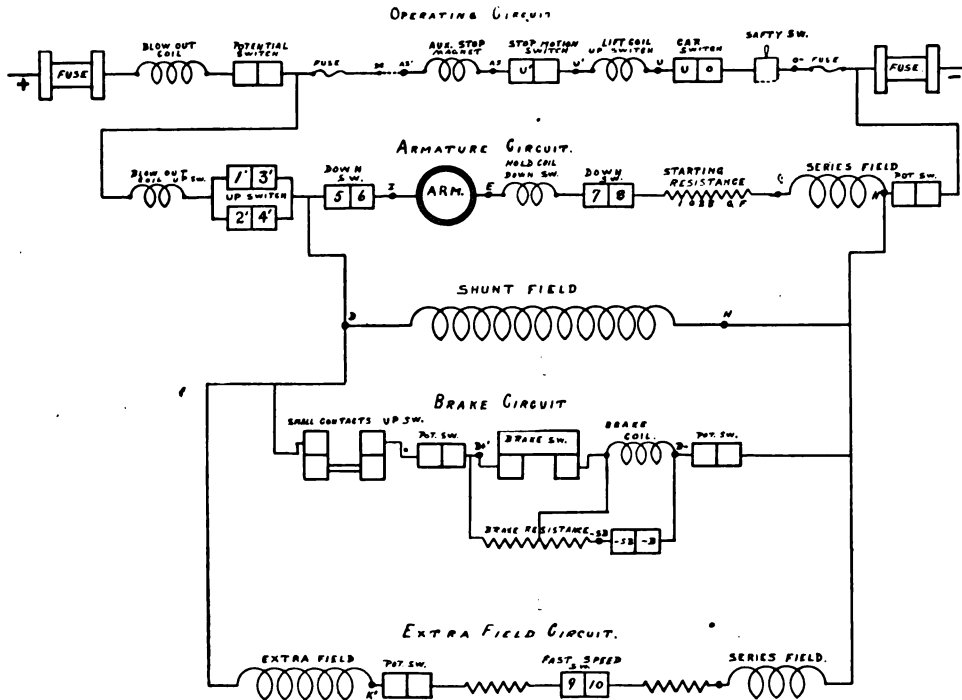 OPERATING CIRCUIT
BLOW OUT
COIL
POTENTIAL
SWITCH
AUX. STOP
MAGNET
STOP MOTION
SWITCH
LIFT COIL
UP SWITCH
CAR
SWITCH
SAFTY SW.
+
FUSE
FUSE
AS'
AS
U'
U'
U
U
O
O-
FUSE
FUSE
-
ARMATURE CIRCUIT.
BLOW OUT
COIL UP SW.
1' 3'
UP SWITCH
2' 4'
DOWN
SW.
5 6
I
ARM.
E
HOLD COIL
DOWN SW.
DOWN
SW.
7 8
STARTING
RESISTANCE
SERIES FIELD
H
POT SW.
SHUNT FIELD
D
H
BRAKE CIRCUIT
SMALL CONTACTS UP SW.
POT. SW.
B+'
BRAKE SW.
BRAKE
COIL.
B-
POT. SW.
BRAKE RESISTANCE
-SB
-SB -B
EXTRA FIELD CIRCUIT.
EXTRA FIELD
K'
POT. SW.
FAST SPEED
SW.
9 10
SERIES FIELD.